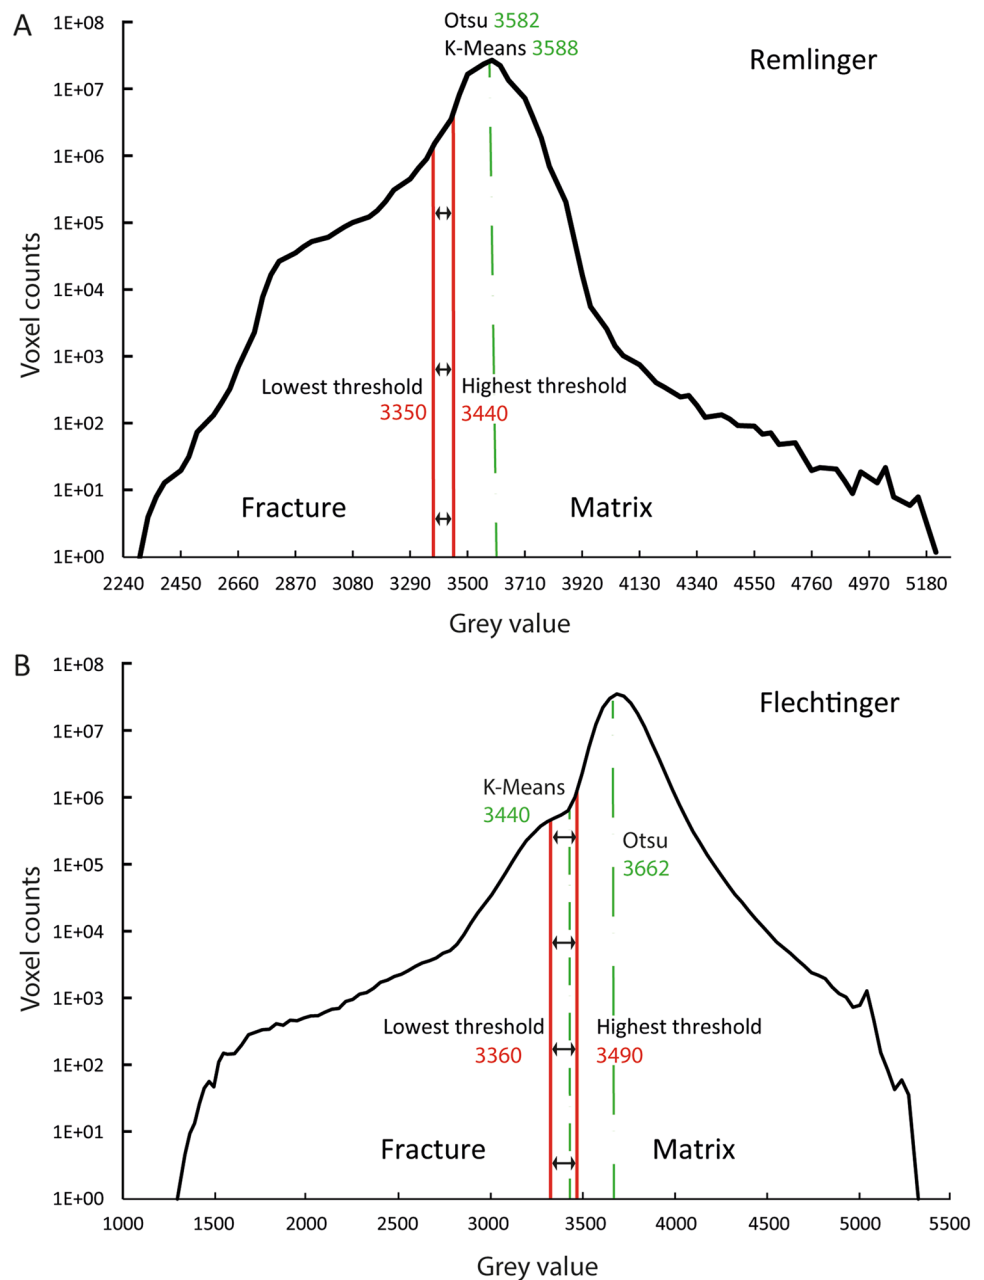 A
Otsu 3582
K-Means 3588
Remlinger
1E+08
1E+07
1E+06
1E+05
1E+04
1E+03
1E+02
1E+01
1E+00
Voxel counts
Lowest threshold
3350
Highest threshold
3440
Fracture
Matrix
2240 2450 2660 2870 3080 3290 3500 3710 3920 4130 4340 4550 4760 4970 5180
Grey value
B
Flechtinger
1E+08
1E+07
1E+06
1E+05
1E+04
1E+03
1E+02
1E+01
1E+00
Voxel counts
K-Means
3440
Otsu
3662
Lowest threshold
3360
Highest threshold
3490
Fracture
Matrix
1000 1500 2000 2500 3000 3500 4000 4500 5000 5500
Grey value